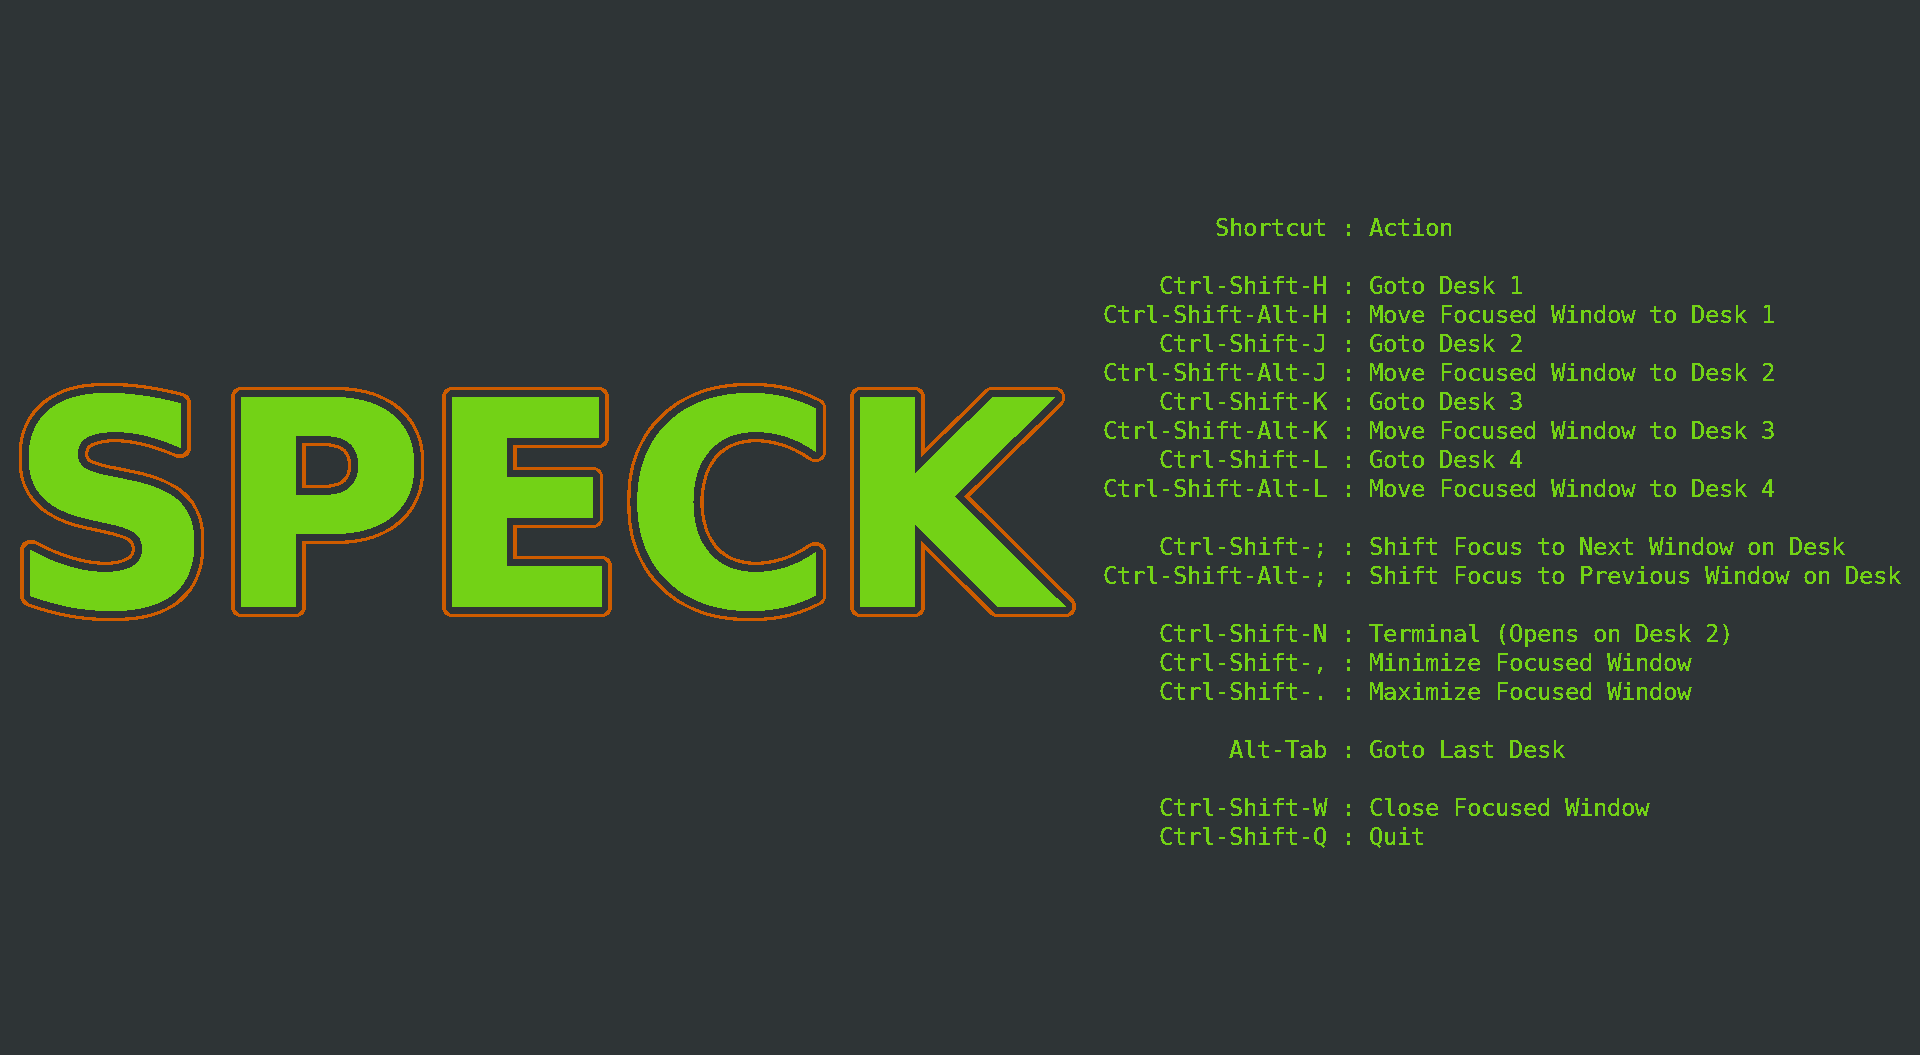 SPECK
Shortcut : Action
Ctrl-Shift-H : Goto Desk 1
Ctrl-Shift-Alt-H : Move Focused Window to Desk 1
Ctrl-Shift-J : Goto Desk 2
Ctrl-Shift-Alt-J : Move Focused Window to Desk 2
Ctrl-Shift-K : Goto Desk 3
Ctrl-Shift-Alt-K : Move Focused Window to Desk 3
Ctrl-Shift-L : Goto Desk 4
Ctrl-Shift-Alt-L : Move Focused Window to Desk 4
Ctrl-Shift-; : Shift Focus to Next Window on Desk
Ctrl-Shift-Alt-; : Shift Focus to Previous Window on Desk
Ctrl-Shift-N : Terminal (Opens on Desk 2)
Ctrl-Shift-, : Minimize Focused Window
Ctrl-Shift-. : Maximize Focused Window
Alt-Tab : Goto Last Desk
Ctrl-Shift-W : Close Focused Window
Ctrl-Shift-Q : Quit